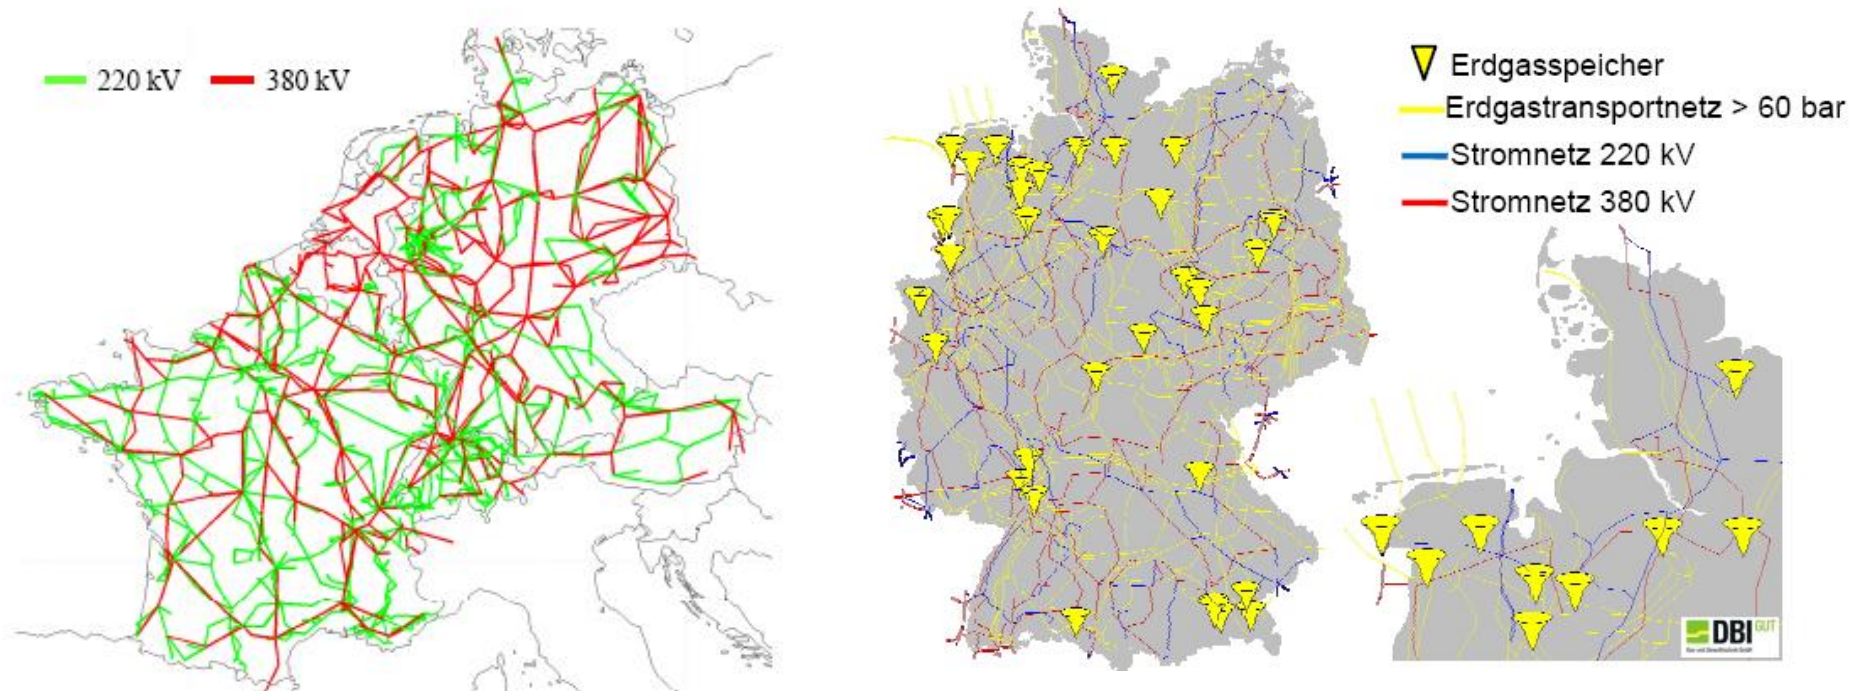 220 kV 380 kV
Erdgasspeicher
Erdgastransportnetz > 60 bar
Stromnetz 220 kV
Stromnetz 380 kV
DBI GUT